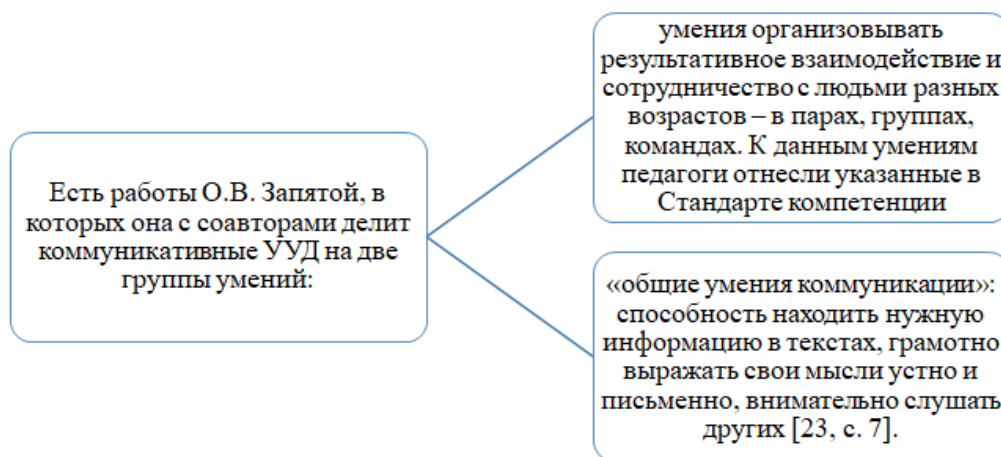 Есть работы О.В. Запятой, в
которых она с соавторами делит
коммуникативные УУД на две
группы умений:
умения организовывать
результативное взаимодействие и
сотрудничество с людьми разных
возрастов – в парах, группах,
командах. К данным умениям
педагоги отнесли указанные в
Стандарте компетенции
«общие умения коммуникации»:
способность находить нужную
информацию в текстах, грамотно
выражать свои мысли устно и
письменно, внимательно слушать
других [23, с. 7].